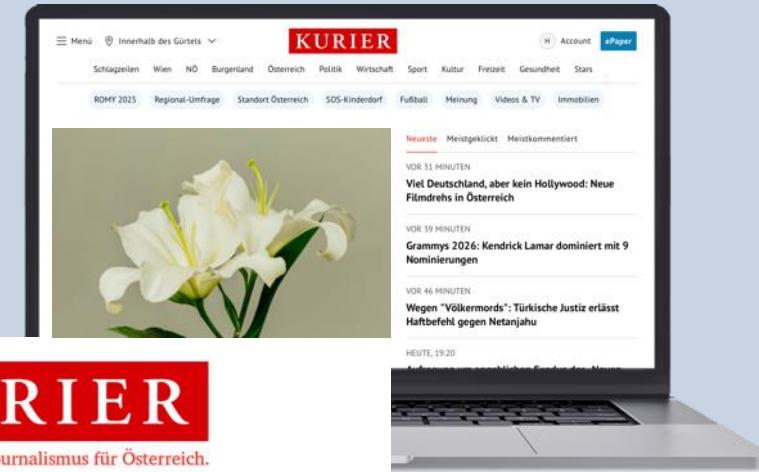 Menü Innerhalb des Gürtels KURIER H Account ePaper
Schlagzeilen Wien NÖ Burgenland Österreich Politik Wirtschaft Sport Kultur Freizeit Gesundheit Stars
ROMY 2025 Regional-Umfrage Standort Österreich SOS-Kinderdorf Fußball Meinung Videos & TV Immobilien
Neueste Meistgeklickt Meistkommentiert
VOR 31 MINUTEN
Viel Deutschland, aber kein Hollywood: Neue
Filmdrehs in Österreich
VOR 39 MINUTEN
Grammys 2026: Kendrick Lamar dominiert mit 9
Nominierungen
VOR 46 MINUTEN
Wegen "Völkermords": Türkische Justiz erlässt
Haftbefehl gegen Netanjahu
HEUTE, 19:20
RIER
urnalismus für Österreich.